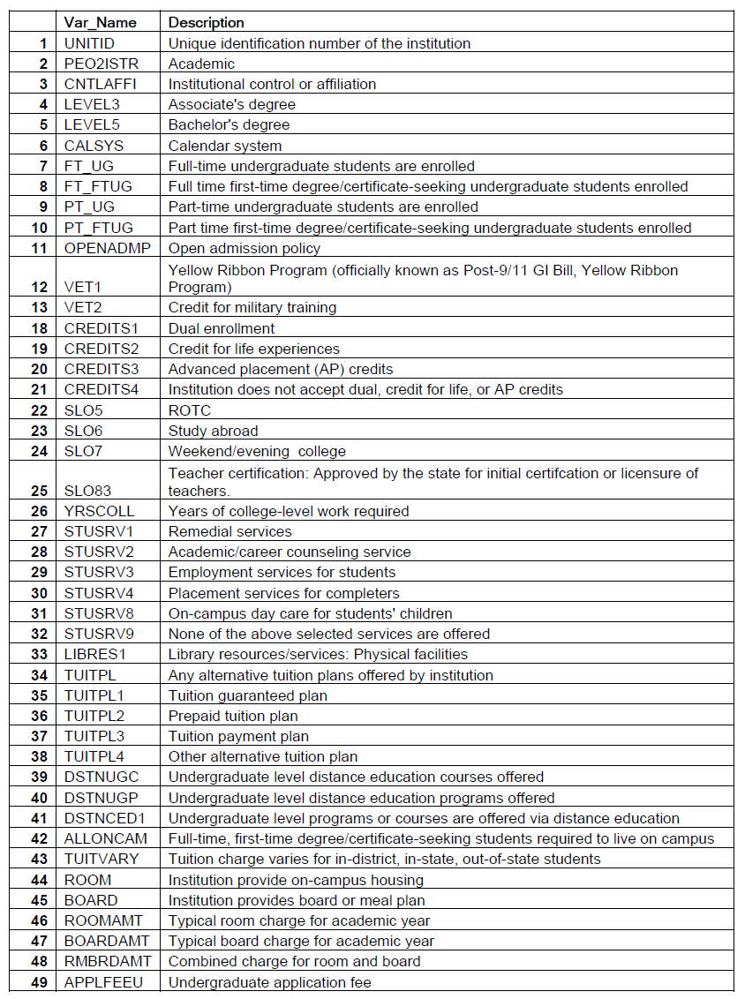 Var_Name Description
1 UNITID Unique identification number of the institution
2 PEO2ISTR Academic
3 CNTLAFFI Institutional control or affiliation
4 LEVEL3 Associate's degree
5 LEVEL5 Bachelor's degree
6 CALSYS Calendar system
7 FT_UG Full-time undergraduate students are enrolled
8 FT_FTUG Full time first-time degree/certificate-seeking undergraduate students enrolled
9 PT_UG Part-time undergraduate students are enrolled
10 PT_FTUG Part time first-time degree/certificate-seeking undergraduate students enrolled
11 OPENADMP Open admission policy
Yellow Ribbon Program (officially known as Post-9/11 GI Bill, Yellow Ribbon
12 VET1 Program)
13 VET2 Credit for military training
18 CREDITS1 Dual enrollment
19 CREDITS2 Credit for life experiences
20 CREDITS3 Advanced placement (AP) credits
21 CREDITS4 Institution does not accept dual, credit for life, or AP credits
22 SLO5 ROTC
23 SLO6 Study abroad
24 SLO7 Weekend/evening college
Teacher certification: Approved by the state for initial certifcation or licensure of
25 SLO83 teachers.
26 YRSCOLL Years of college-level work required
27 STUSRV1 Remedial services
28 STUSRV2 Academic/career counseling service
29 STUSRV3 Employment services for students
30 STUSRV4 Placement services for completers
31 STUSRV8 On-campus day care for students' children
32 STUSRV9 None of the above selected services are offered
33 LIBRES1 Library resources/services: Physical facilities
34 TUITPL Any alternative tuition plans offered by institution
35 TUITPL1 Tuition guaranteed plan
36 TUITPL2 Prepaid tuition plan
37 TUITPL3 Tuition payment plan
38 TUITPL4 Other alternative tuition plan
39 DSTNUGC Undergraduate level distance education courses offered
40 DSTNUGP Undergraduate level distance education programs offered
41 DSTNCED1 Undergraduate level programs or courses are offered via distance education
42 ALLONCAM Full-time, first-time degree/certificate-seeking students required to live on campus
43 TUITVARY Tuition charge varies for in-district, in-state, out-of-state students
44 ROOM Institution provide on-campus housing
45 BOARD Institution provides board or meal plan
46 ROOMAMT Typical room charge for academic year
47 BOARDAMT Typical board charge for academic year
48 RMBRDAMT Combined charge for room and board
49 APPLFEEU Undergraduate application fee